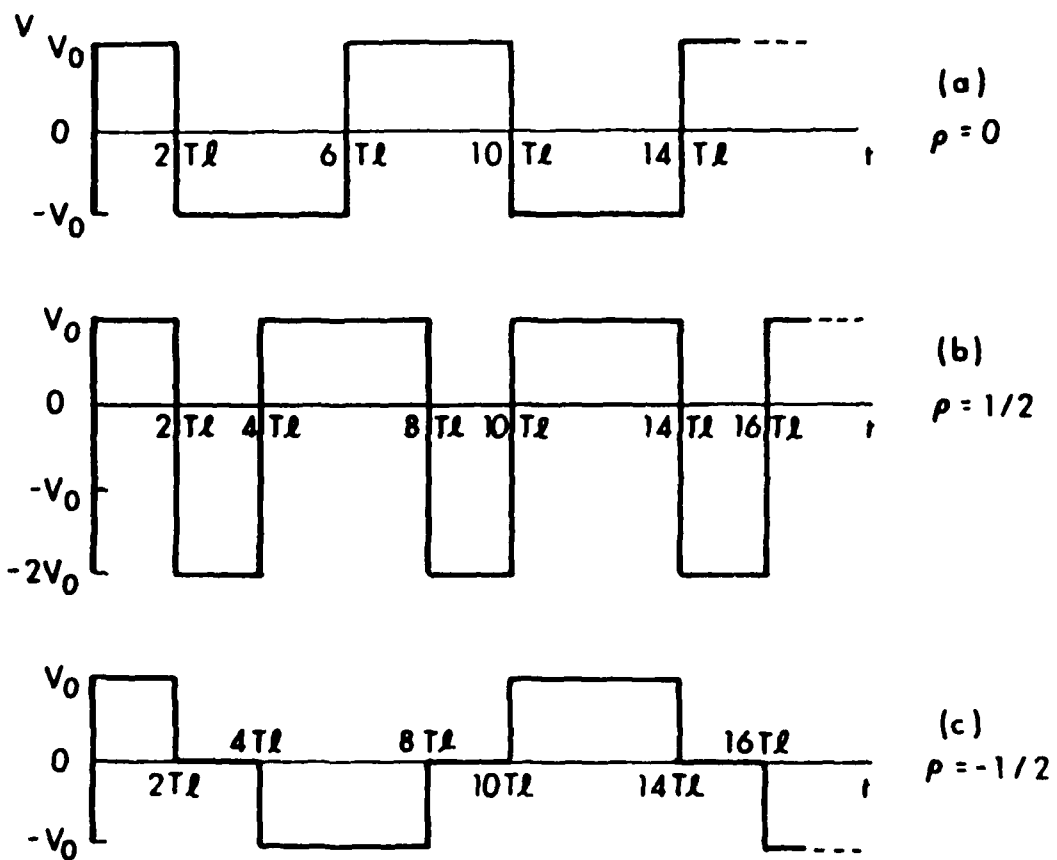 V
V₀
0
-V₀
2 Tℓ 6 Tℓ 10 Tℓ 14 Tℓ t
(a)
ρ = 0
V₀
0
-V₀
-2V₀
2 Tℓ 4 Tℓ 8 Tℓ 10 Tℓ 14 Tℓ 16 Tℓ t
(b)
ρ = 1/2
V₀
0
-V₀
4Tℓ 8Tℓ 16Tℓ
2Tℓ 10Tℓ 14Tℓ t
(c)
ρ = -1/2